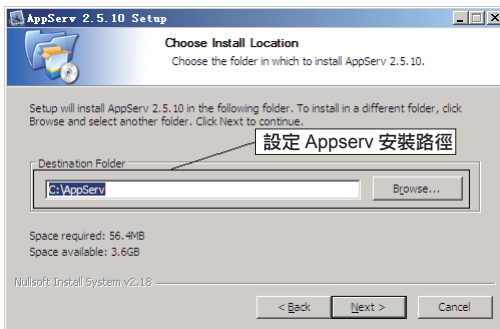 AppServ 2.5.10 Setup
Choose Install Location
Choose the folder in which to install AppServ 2.5.10.
Setup will install AppServ 2.5.10 in the following folder. To install in a different folder, click
Browse and select another folder. Click Next to continue.
設定 Appserv 安裝路徑
Destination Folder
C:\AppServ
Browse...
Space required: 56.4MB
Space available: 3.6GB
Nullsoft Install System v2.18
< Back
Next >
Cancel